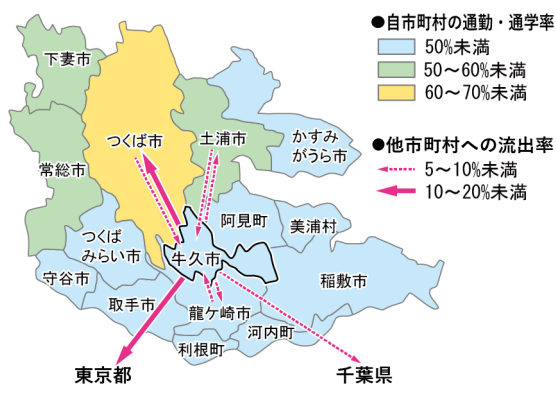 ●自市町村の通勤・通学率
50%未満
50～60%未満
60～70%未満
●他市町村への流出率
5～10%未満
10～20%未満
下妻市
つくば市
土浦市
かすみ
がうら市
常総市
阿見町
美浦村
つくば
みらい市
牛久市
守谷市
稲敷市
取手市
龍ケ崎市
河内町
利根町
東京都
千葉県